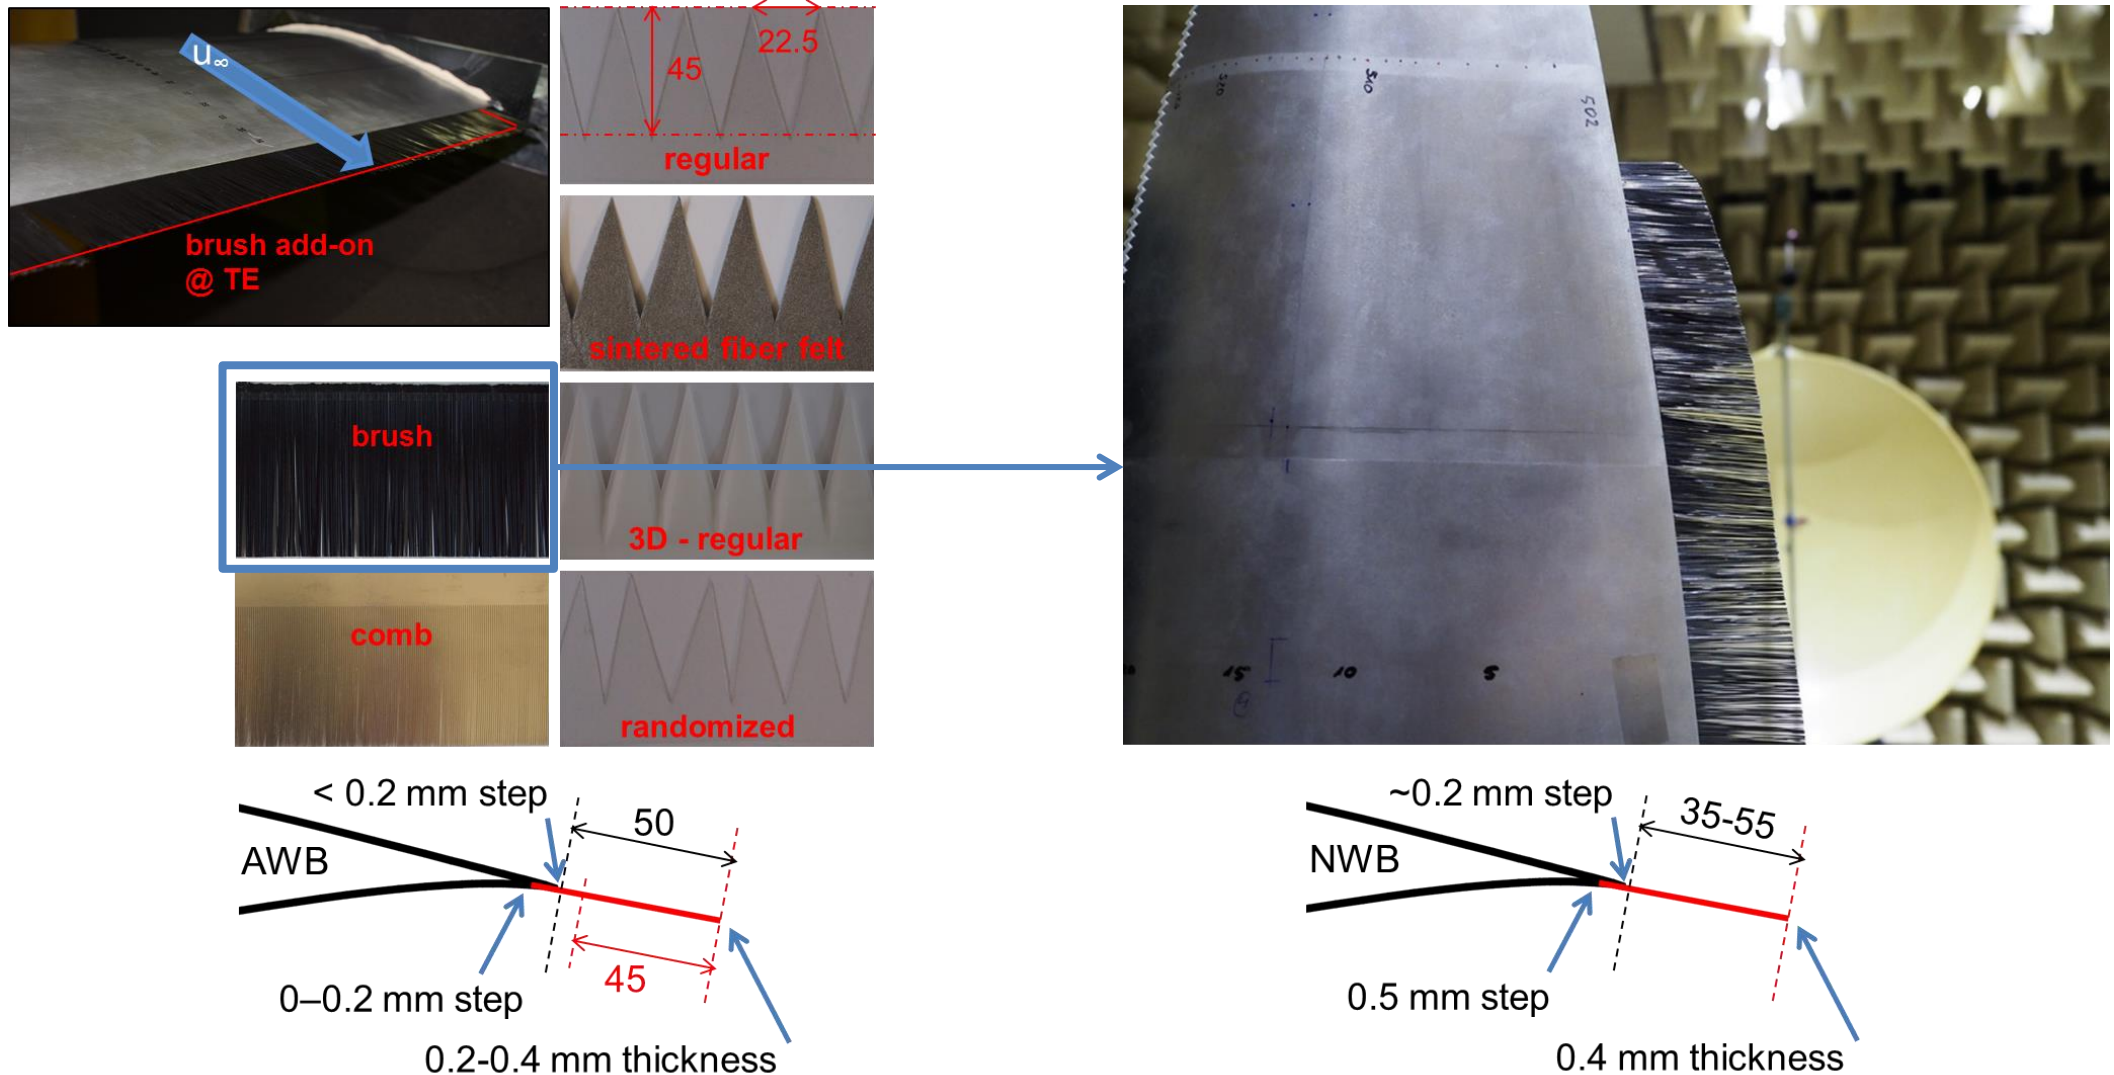 u∞
brush add-on
@ TE
45
22.5
regular
sintered fiber felt
brush
3D - regular
comb
randomized
510
502
15
10
5
< 0.2 mm step
50
AWB
45
0–0.2 mm step
0.2-0.4 mm thickness
~0.2 mm step
35-55
NWB
0.5 mm step
0.4 mm thickness